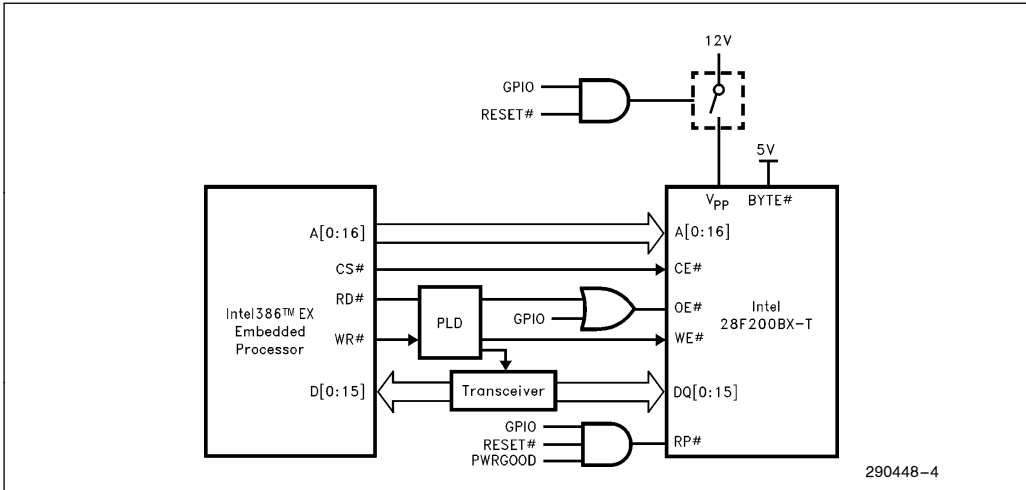 12V
GPIO
RESET#
5V
VPP BYTE#
A[0:16] A[0:16]
CS# CE#
RD# OE#
Intel386™ EX
Embedded
Processor
PLD
GPIO
Intel
28F200BX-T
WR# WE#
D[0:15] Transceiver DQ[0:15]
GPIO
RESET#
PWRGOOD
RP#
290448-4